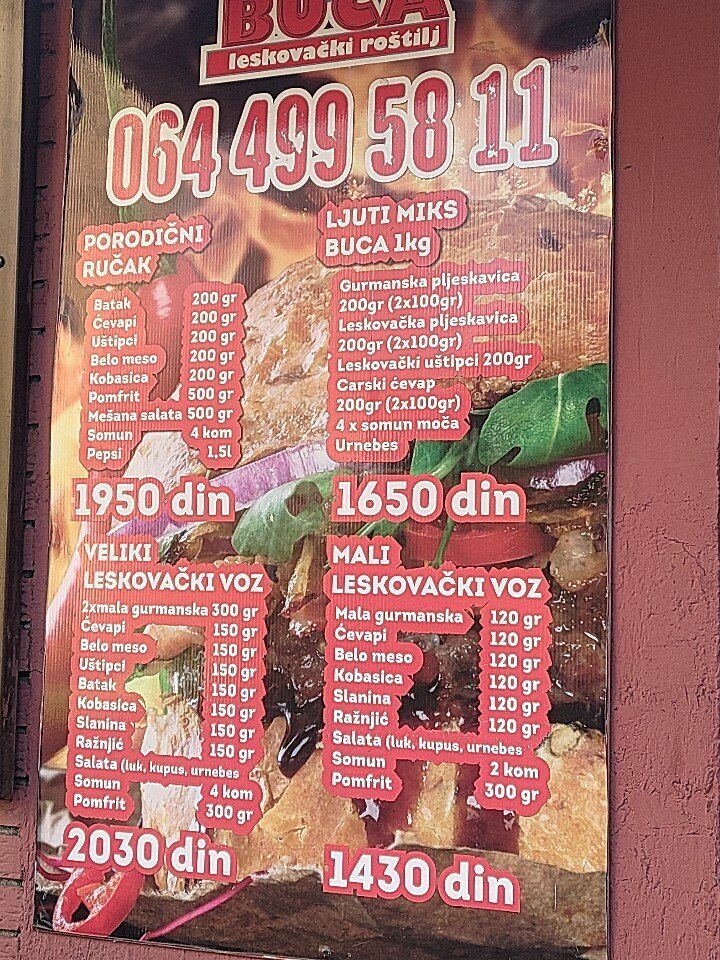 BUCA
leskovački roštilj
064 499 58 11
PORODIČNI
RUČAK
Batak 200 gr
Ćevapi 200 gr
Uštipci 200 gr
Belo meso 200 gr
Kobasica 200 gr
Pomfrit 500 gr
Mešana salata 500 gr
Somun 4 kom
Pepsi 1,5l
1950 din
LJUTI MIKS
BUCA 1kg
Gurmanska pljeskavica
200gr (2x100gr)
Leskovačka pljeskavica
200gr (2x100gr)
Leskovački uštipci 200gr
Carski ćevap
200gr (2x100gr)
4 x somun moča
Urnebes
1650 din
VELIKI
LESKOVAČKI VOZ
2xmala gurmanska 300 gr
Ćevapi 150 gr
Belo meso 150 gr
Uštipci 150 gr
Batak 150 gr
Kobasica 150 gr
Slanina 150 gr
Ražnjić 150 gr
Salata (luk, kupus, urnebes
Somun 4 kom
Pomfrit 300 gr
2030 din
MALI
LESKOVAČKI VOZ
Mala gurmanska 120 gr
Ćevapi 120 gr
Belo meso 120 gr
Kobasica 120 gr
Slanina 120 gr
Ražnjić 120 gr
Salata (luk, kupus, urnebes
Somun 2 kom
Pomfrit 300 gr
1430 din